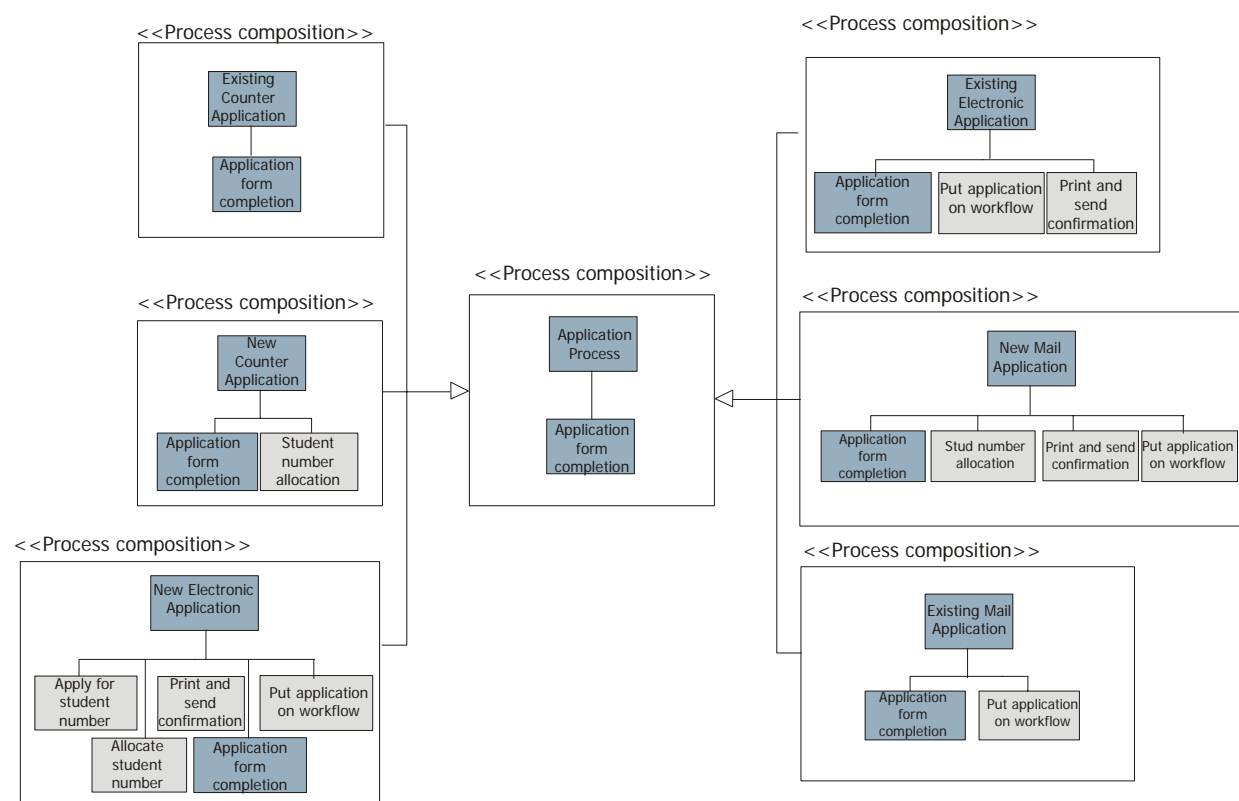 <<Process composition>>
Existing
Counter
Application
Application
form
completion
<<Process composition>>
New
Counter
Application
Application
form
completion
Student
number
allocation
<<Process composition>>
New Electronic
Application
Apply for
student
number
Print and
send
confirmation
Put application
on workflow
Allocate
student
number
Application
form
completion
<<Process composition>>
Application
Process
Application
form
completion
<<Process composition>>
Existing
Electronic
Application
Application
form
completion
Put application
on workflow
Print and
send
confirmation
<<Process composition>>
New Mail
Application
Application
form
completion
Stud number
allocation
Print and send
confirmation
Put application
on workflow
<<Process composition>>
Existing Mail
Application
Application
form
completion
Put application
on workflow